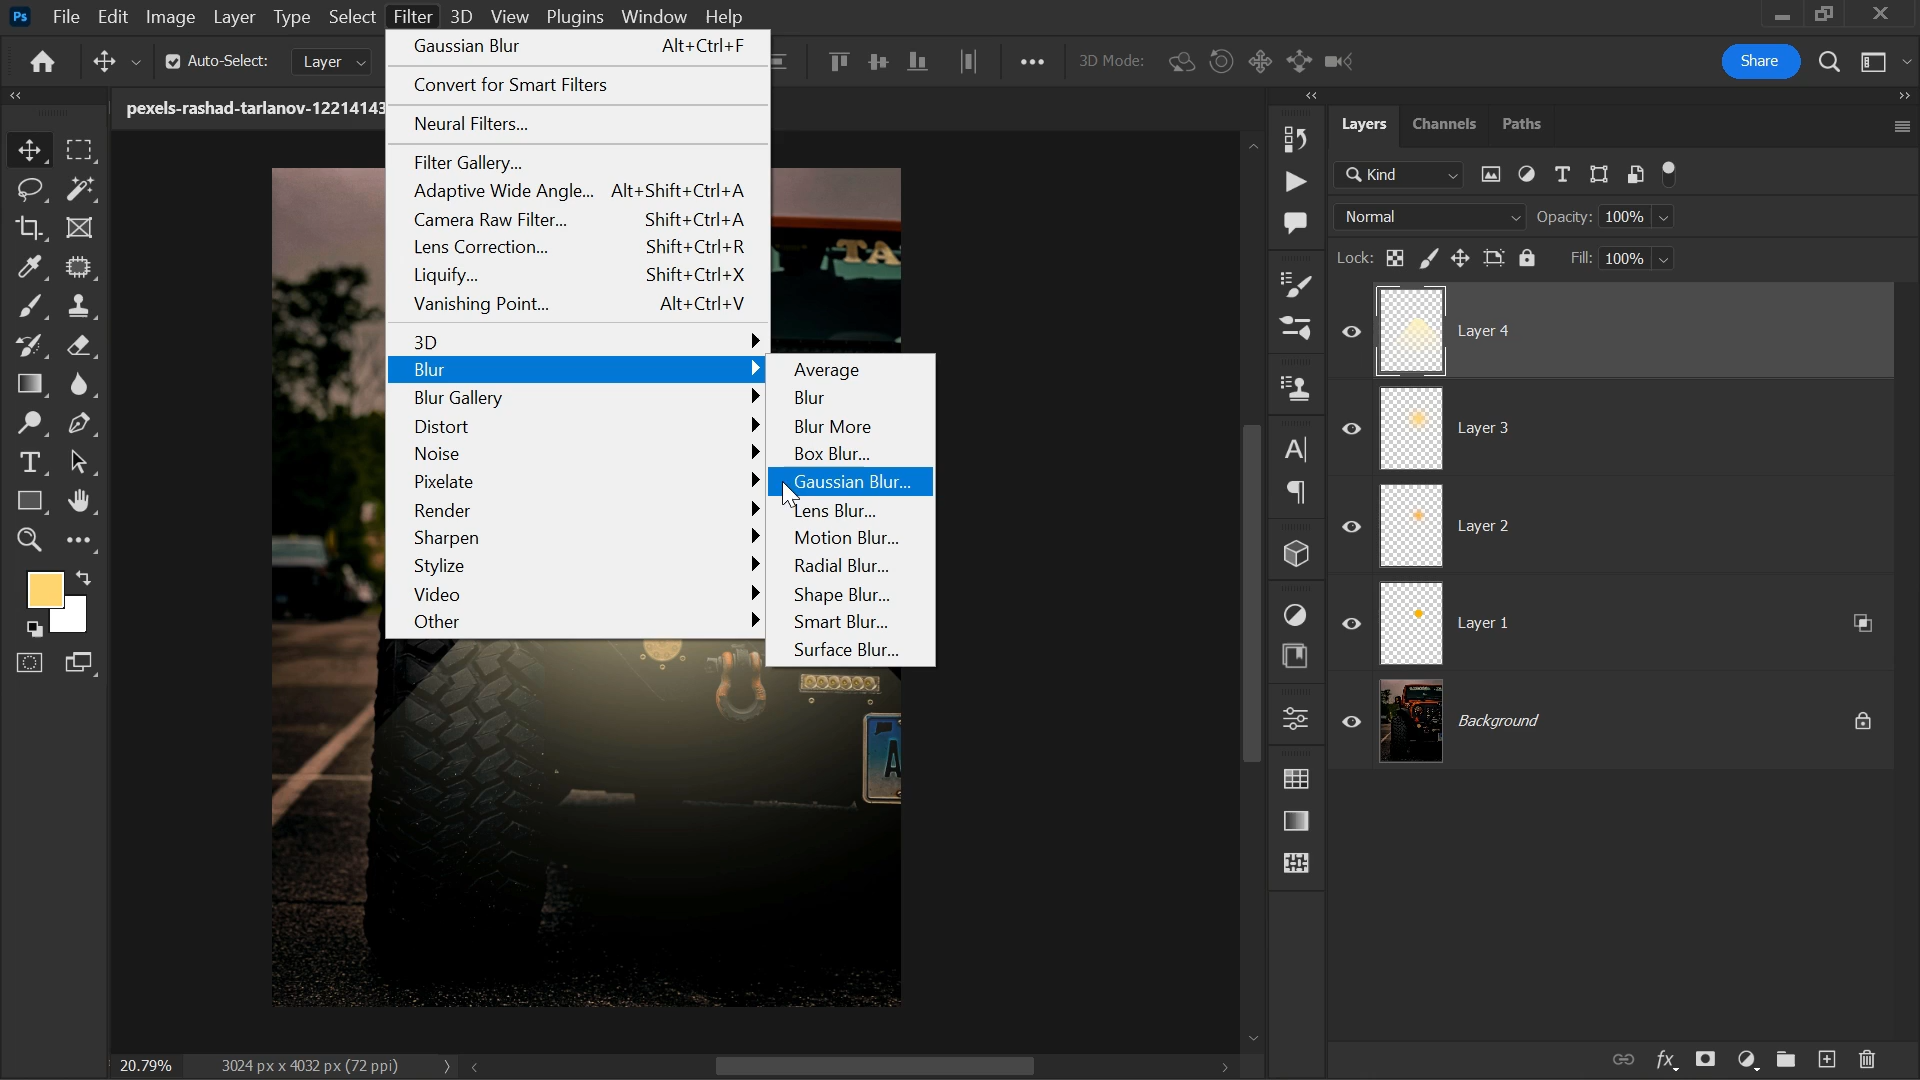 Ps File Edit Image Layer Type Select Filter 3D View Plugins Window Help
Auto-Select: Layer 3D Mode: Share
pexels-rashad-tarlanov-12214143
Gaussian Blur Alt+Ctrl+F
Convert for Smart Filters
Neural Filters...
Filter Gallery...
Adaptive Wide Angle... Alt+Shift+Ctrl+A
Camera Raw Filter... Shift+Ctrl+A
Lens Correction... Shift+Ctrl+R
Liquify... Shift+Ctrl+X
Vanishing Point... Alt+Ctrl+V
3D
Blur
Blur Gallery
Distort
Noise
Pixelate
Render
Sharpen
Stylize
Video
Other
Average
Blur
Blur More
Box Blur...
Gaussian Blur...
Lens Blur...
Motion Blur...
Radial Blur...
Shape Blur...
Smart Blur...
Surface Blur...
TA
A
Layers Channels Paths
Kind
Normal Opacity: 100%
Lock: Fill: 100%
Layer 4
Layer 3
Layer 2
Layer 1
Background
20.79% 3024 px x 4032 px (72 ppi)